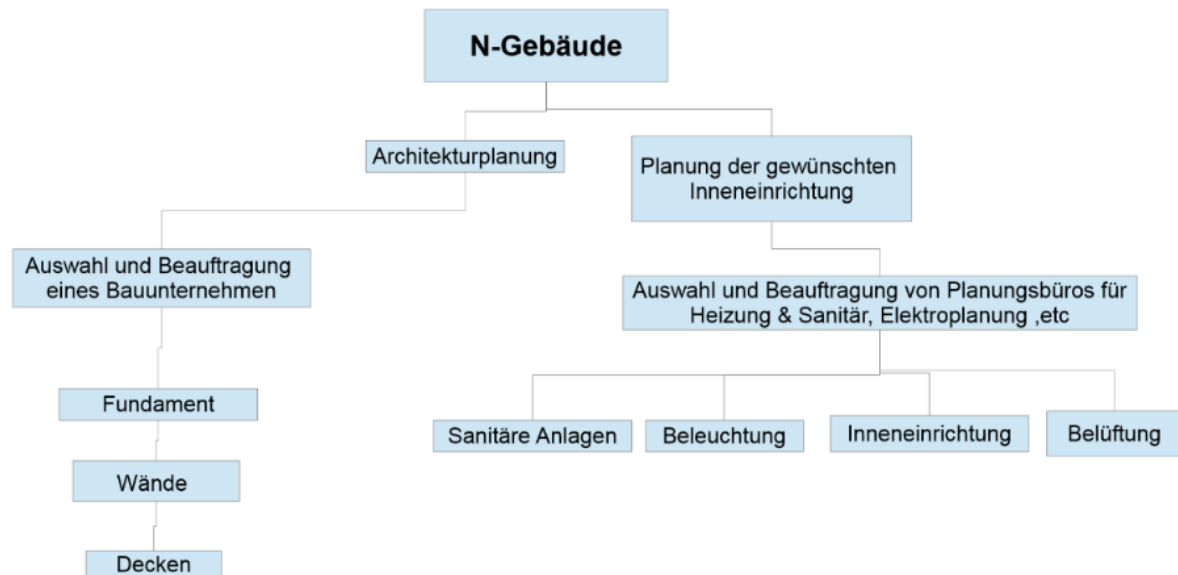 N-Gebäude
Architekturplanung
Planung der gewünschten
Inneneinrichtung
Auswahl und Beauftragung
eines Bauunternehmen
Auswahl und Beauftragung von Planungsbüros für
Heizung & Sanitär, Elektroplanung ,etc
Fundament
Sanitäre Anlagen
Beleuchtung
Inneneinrichtung
Belüftung
Wände
Decken